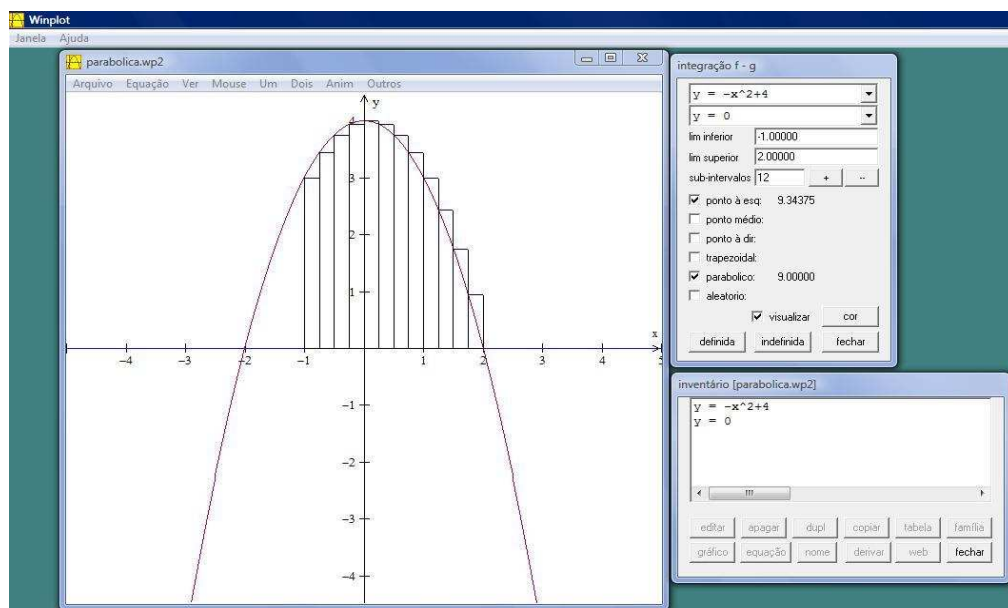 Winplot
Janela Ajuda
parabolica.wp2
Arquivo Equação Ver Mouse Um Dois Anim Outros
y
4
3
2
1
x
−4 −3 −2 1 2 3 4 5
−1
−2
−3
−4
integração f - g
y = -x^2+4
y = 0
lim inferior -1.00000
lim superior 2.00000
sub-intervalos 12 + --
ponto à esq: 9.34375
ponto médio:
ponto à dir:
trapezoidal:
parabolico: 9.00000
aleatorio:
visualizar cor
definida indefinida fechar
inventário [parabolica.wp2]
y = -x^2+4
y = 0
editar apagar dupl copiar tabela família
gráfico equação nome derivar web fechar